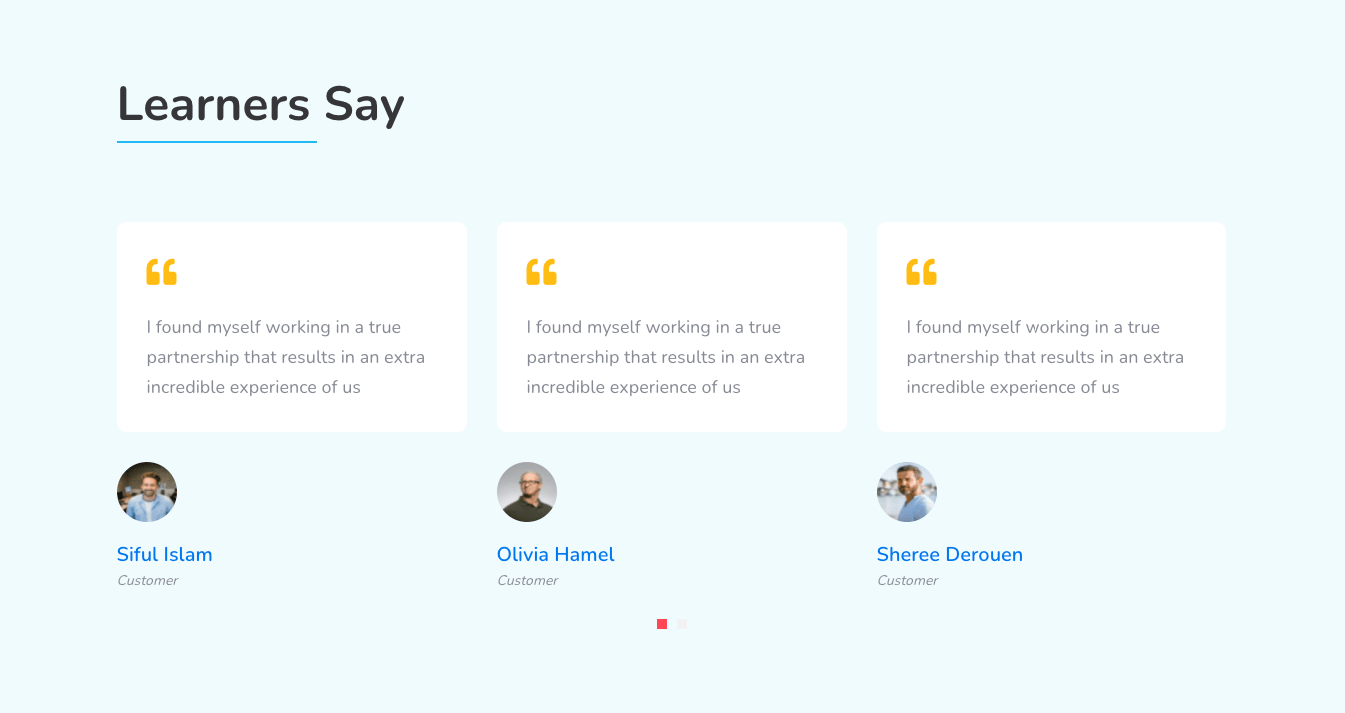 Learners Say
I found myself working in a true
partnership that results in an extra
incredible experience of us
Siful Islam
Customer
I found myself working in a true
partnership that results in an extra
incredible experience of us
Olivia Hamel
Customer
I found myself working in a true
partnership that results in an extra
incredible experience of us
Sheree Derouen
Customer